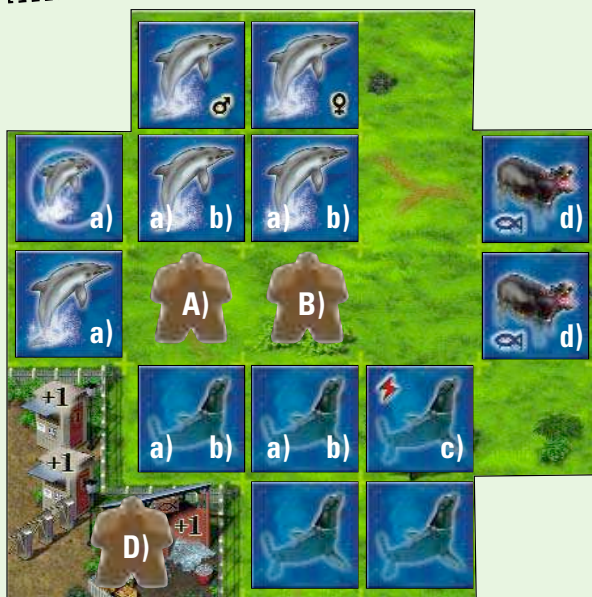 ♂ ♀
a) a) b) a) b) d)
a) A) B) d)
+1
a) b) a) b) c)
+1
D) +1